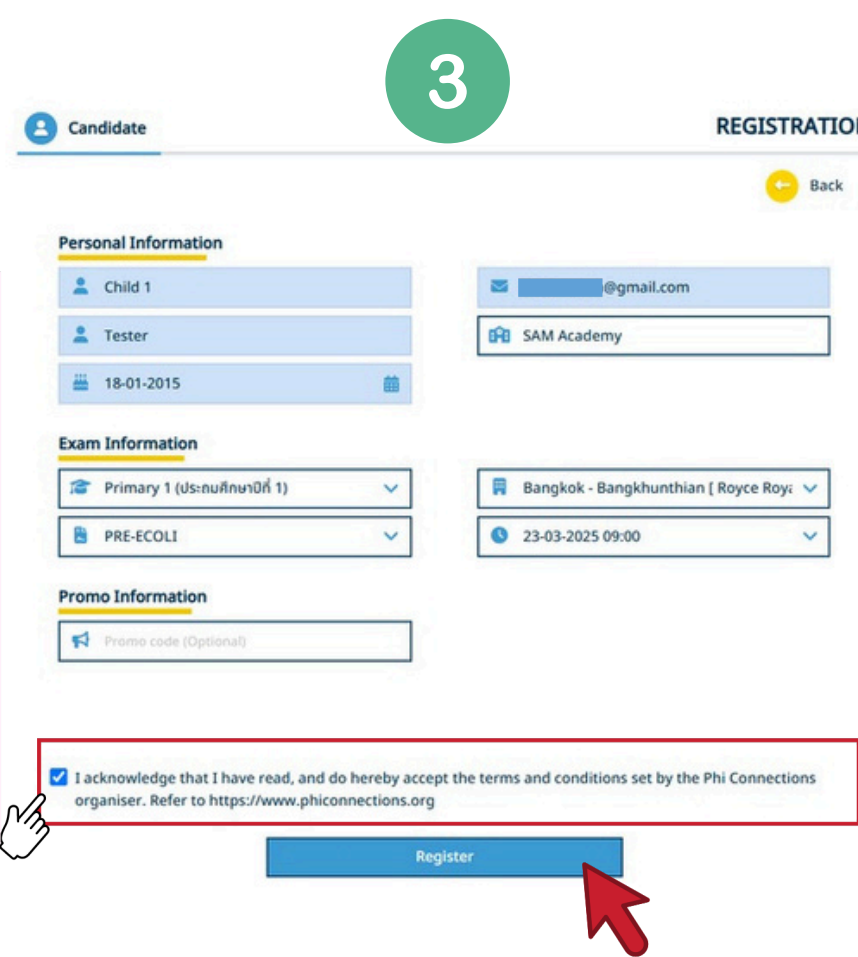 3
Candidate
REGISTRATION
Back
Personal Information
Child 1
@gmail.com
Tester
SAM Academy
18-01-2015
Exam Information
Primary 1 (ประถมศึกษาปีที่ 1)
Bangkok - Bangkhunthian [ Royce Roya
PRE-ECOLI
23-03-2025 09:00
Promo Information
Promo code (Optional)
I acknowledge that I have read, and do hereby accept the terms and conditions set by the Phi Connections
organiser. Refer to https://www.phiconnections.org
Register